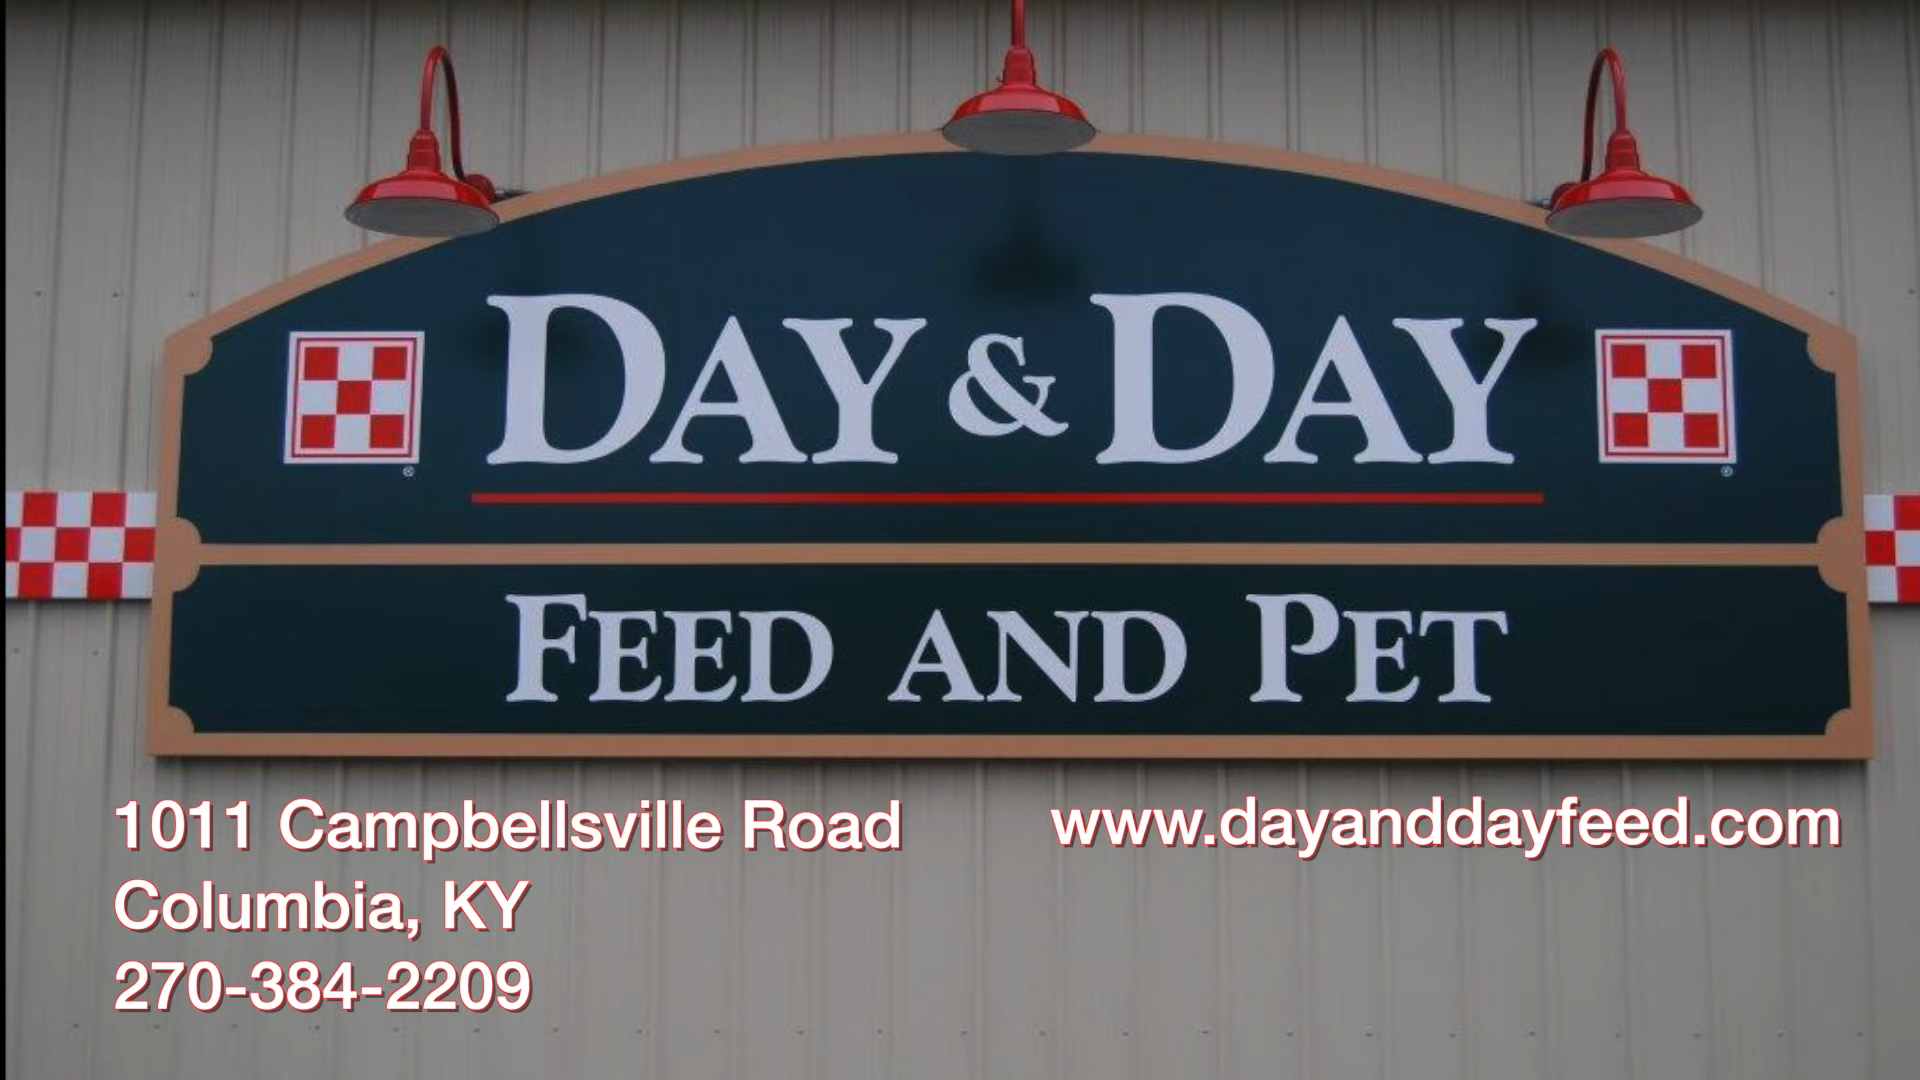 DAY & DAY
FEED AND PET
1011 Campbellsville Road
Columbia, KY
270-384-2209
www.dayanddayfeed.com